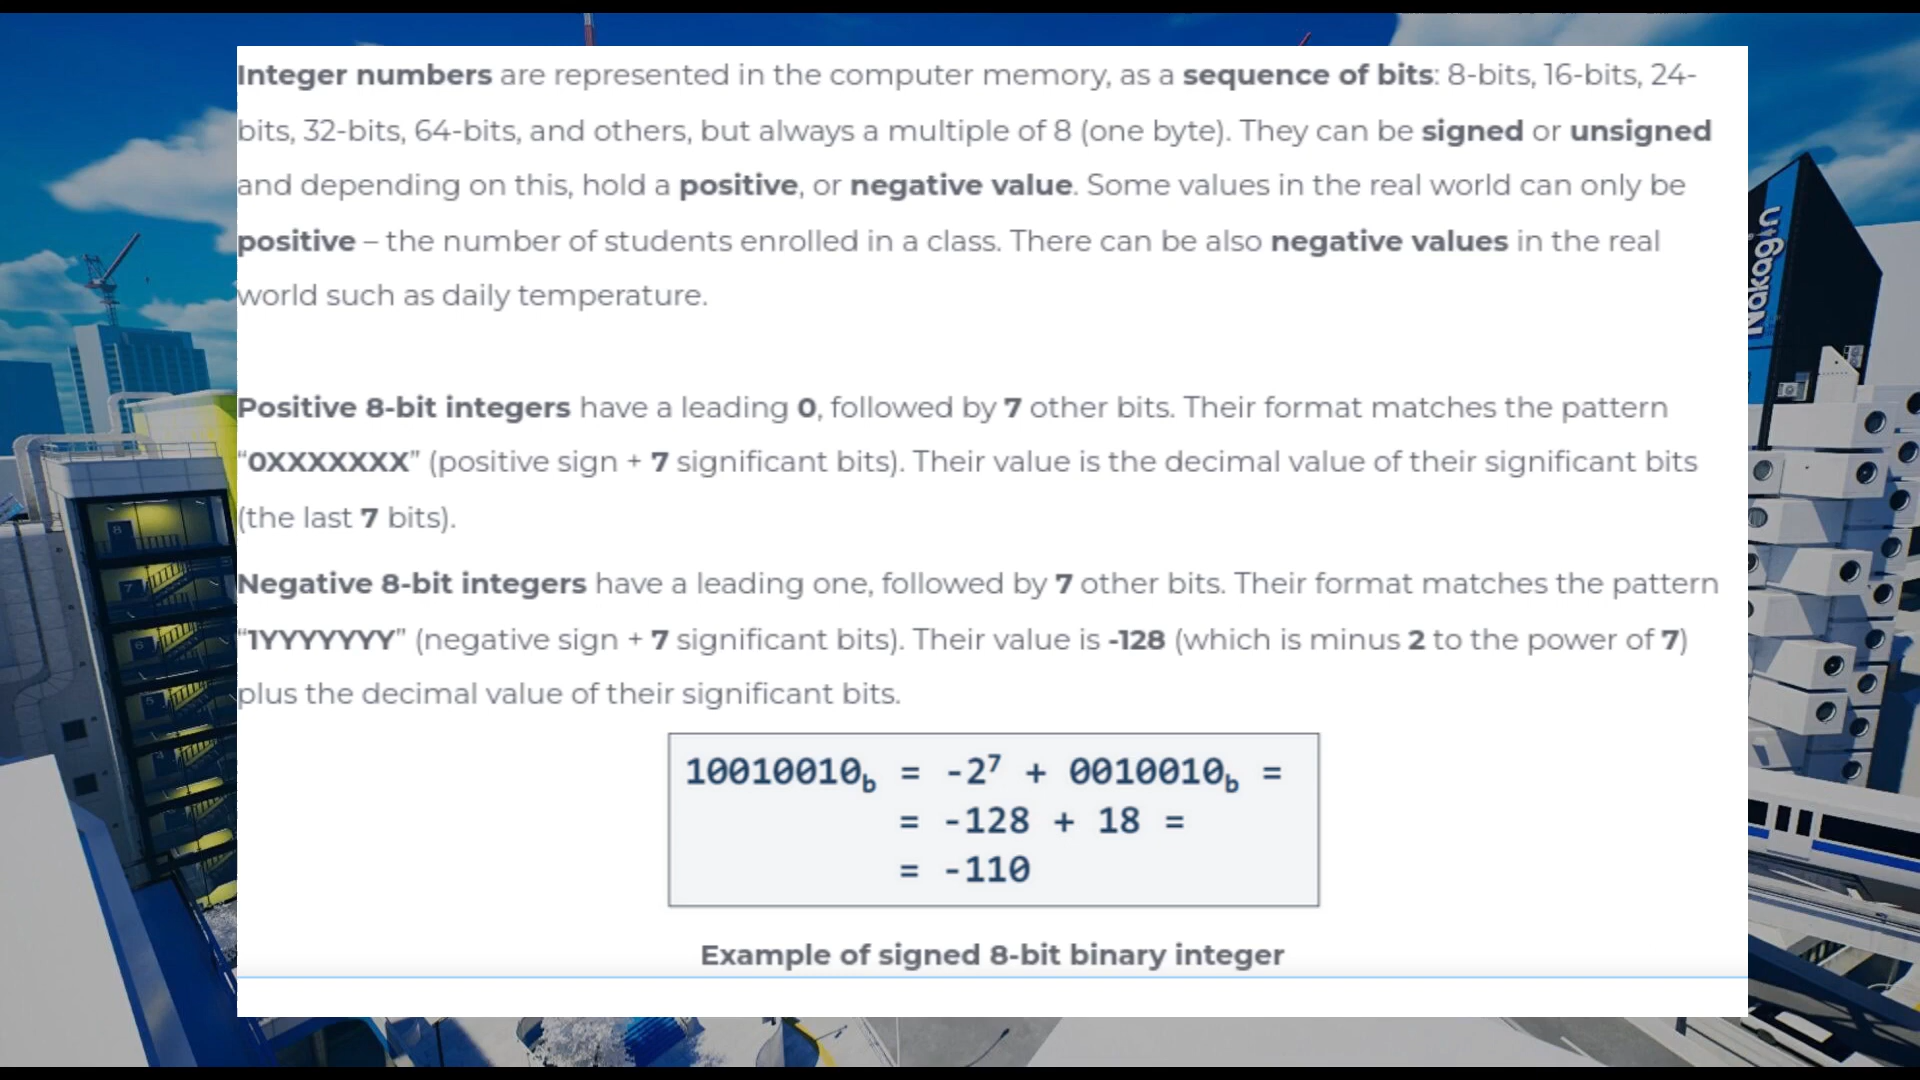 Integer numbers are represented in the computer memory, as a sequence of bits: 8-bits, 16-bits, 24-
bits, 32-bits, 64-bits, and others, but always a multiple of 8 (one byte). They can be signed or unsigned
and depending on this, hold a positive, or negative value. Some values in the real world can only be
positive – the number of students enrolled in a class. There can be also negative values in the real
world such as daily temperature.
Positive 8-bit integers have a leading 0, followed by 7 other bits. Their format matches the pattern
“0XXXXXXX” (positive sign + 7 significant bits). Their value is the decimal value of their significant bits
(the last 7 bits).
Negative 8-bit integers have a leading one, followed by 7 other bits. Their format matches the pattern
“1YYYYYYY” (negative sign + 7 significant bits). Their value is -128 (which is minus 2 to the power of 7)
plus the decimal value of their significant bits.
10010010b = -2⁷ + 0010010b =
= -128 + 18 =
= -110
Example of signed 8-bit binary integer
Nakagin
8
7
6
5